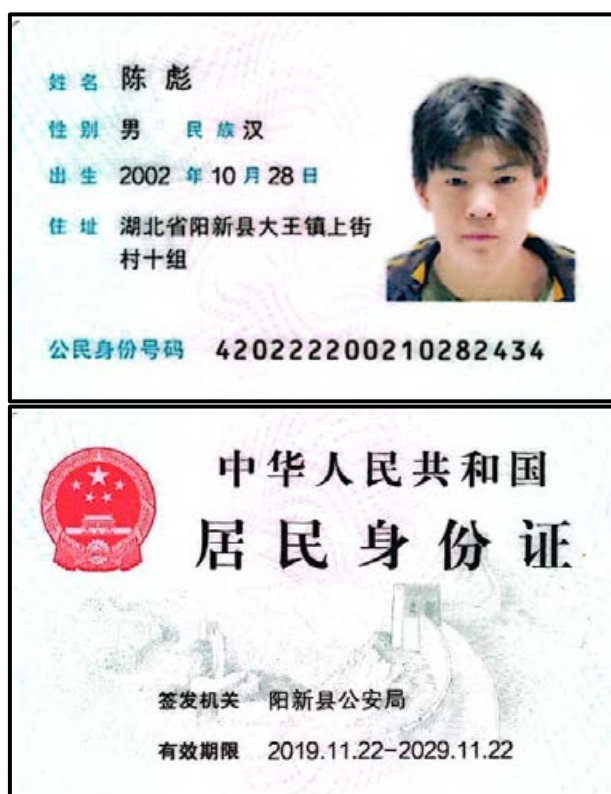 姓名 陈彪
性别 男 民族 汉
出生 2002 年 10 月 28 日
住址 湖北省阳新县大王镇上街
村十组
公民身份号码 420222200210282434
中华人民共和国
居民身份证
签发机关 阳新县公安局
有效期限 2019.11.22-2029.11.22